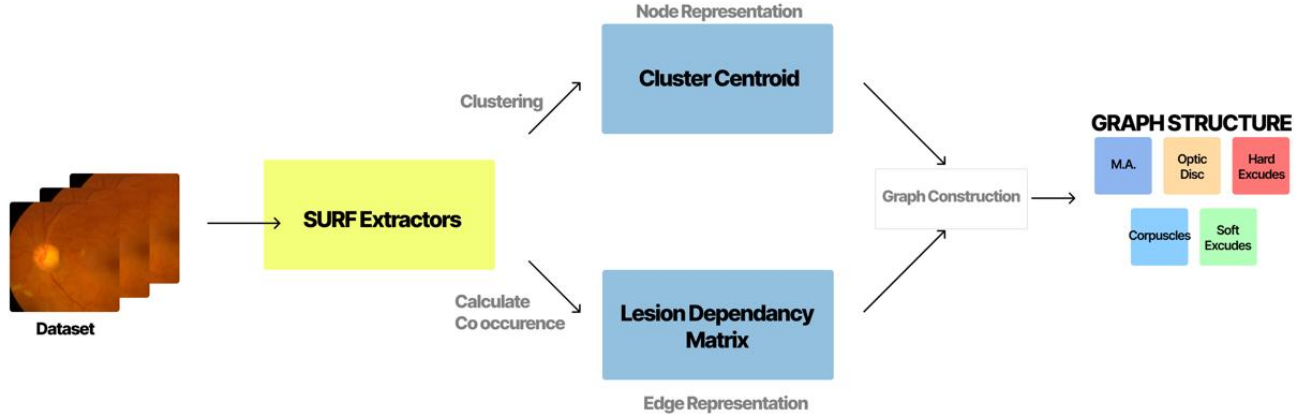 Node Representation
Cluster Centroid
Clustering
GRAPH STRUCTURE
M.A.
Optic
Disc
Hard
Excudes
SURF Extractors
Graph Construction
Corpuscles
Soft
Excudes
Calculate
Co occurence
Lesion Dependancy
Matrix
Dataset
Edge Representation